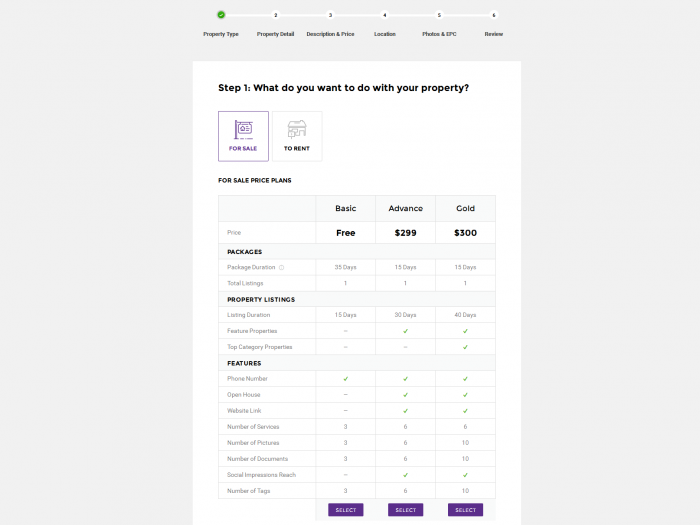 2 3 4 5 6
Property Type Property Detail Description & Price Location Photos & EPC Review
Step 1: What do you want to do with your property?
FOR SALE TO RENT
FOR SALE PRICE PLANS
Basic Advance Gold
Price Free $299 $300
PACKAGES
Package Duration 35 Days 15 Days 15 Days
Total Listings 1 1 1
PROPERTY LISTINGS
Listing Duration 15 Days 30 Days 40 Days
Feature Properties –
Top Category Properties – –
FEATURES
Phone Number
Open House –
Website Link –
Number of Services 3 6 6
Number of Pictures 3 6 10
Number of Documents 3 6 10
Social Impressions Reach –
Number of Tags 3 6 10
SELECT SELECT SELECT